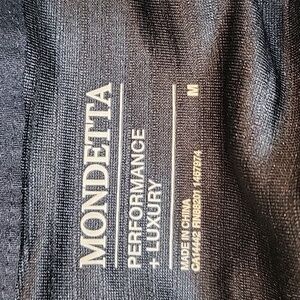 MONDETTA
PERFORMANCE
+ LUXURY
M
MADE IN CHINA